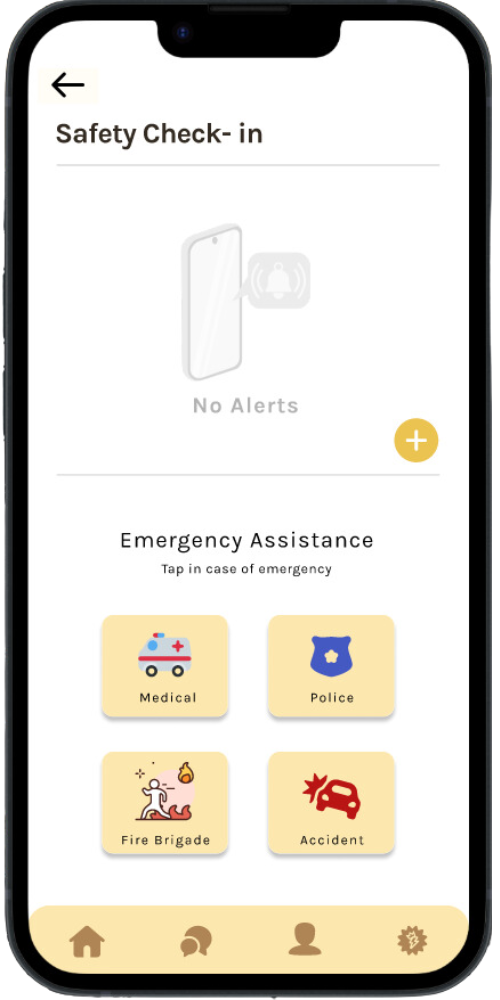 Safety Check- in
No Alerts
Emergency Assistance
Tap in case of emergency
Medical
Police
Fire Brigade
Accident